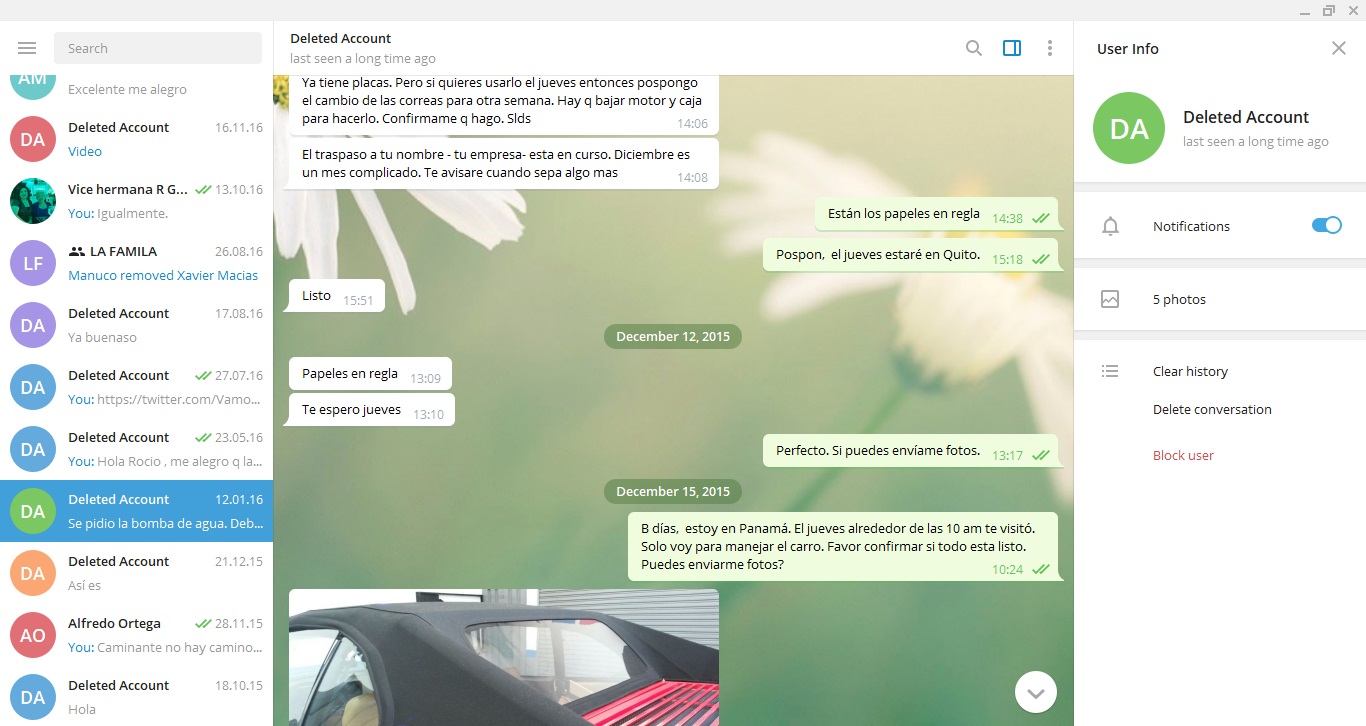 Search
AM
Excelente me alegro
DA
Deleted Account
16.11.16
Video
Vice hermana R G...
13.10.16
You: Igualmente.
LF
LA FAMILA
26.08.16
Manuco removed Xavier Macias
DA
Deleted Account
17.08.16
Ya buenaso
DA
Deleted Account
27.07.16
You: https://twitter.com/Vamo...
DA
Deleted Account
23.05.16
You: Hola Rocio , me alegro q la...
DA
Deleted Account
12.01.16
Se pidio la bomba de agua. Deb...
DA
Deleted Account
21.12.15
Así es
AO
Alfredo Ortega
28.11.15
You: Caminante no hay camino...
DA
Deleted Account
18.10.15
Hola
Deleted Account
last seen a long time ago
Ya tiene placas. Pero si quieres usarlo el jueves entonces pospongo
el cambio de las correas para otra semana. Hay q bajar motor y caja
para hacerlo. Confirmame q hago. Slds
14:06
El traspaso a tu nombre - tu empresa- esta en curso. Diciembre es
un mes complicado. Te avisare cuando sepa algo mas
14:08
Están los papeles en regla
14:38
Pospon, el jueves estaré en Quito.
15:18
Listo
15:51
December 12, 2015
Papeles en regla
13:09
Te espero jueves
13:10
Perfecto. Si puedes envíame fotos.
13:17
December 15, 2015
B días, estoy en Panamá. El jueves alrededor de las 10 am te visitó.
Solo voy para manejar el carro. Favor confirmar si todo esta listo.
Puedes enviarme fotos?
10:24
User Info
DA
Deleted Account
last seen a long time ago
Notifications
5 photos
Clear history
Delete conversation
Block user